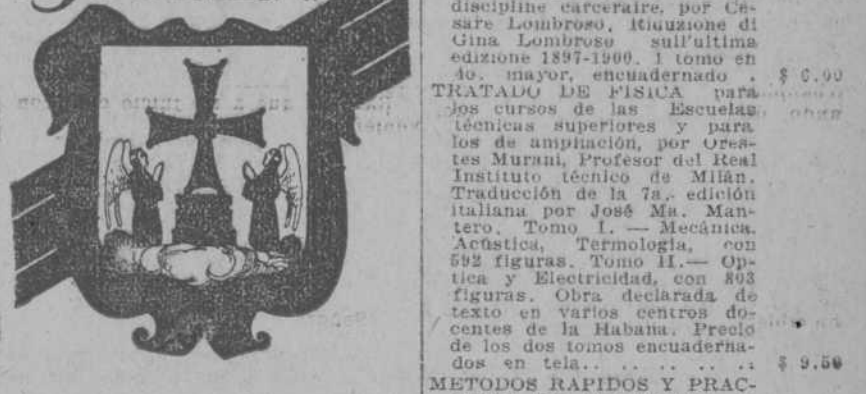 discipline carceraire, por Ce-
sare Lombroso, Riduzione di
Gina Lombroso sull'ultima
edizione 1897-1900. 1 tomo en
4o. mayor, encuadernado . $
TRATADO DE FISICA para
los cursos de las Escuelas
técnicas superiores y para
los de ampliación, por Ores-
tes Murani, Profesor del Real
Instituto técnico de Milán.
Traducción de la 7a. edición
italiana por José Ma. Man-
tero. Tomo I. — Mecánica.
Acústica, Termologia, con
592 figuras. Tomo II.— Op-
tica y Electricidad, con 803
figuras. Obra declarada de
texto en varios centros do-
centes de la Habana. Precio
de los dos tomos encuaderna-
dos en tela.. .. .. .. .. $ 9.50
METODOS RAPIDOS Y PRAC-